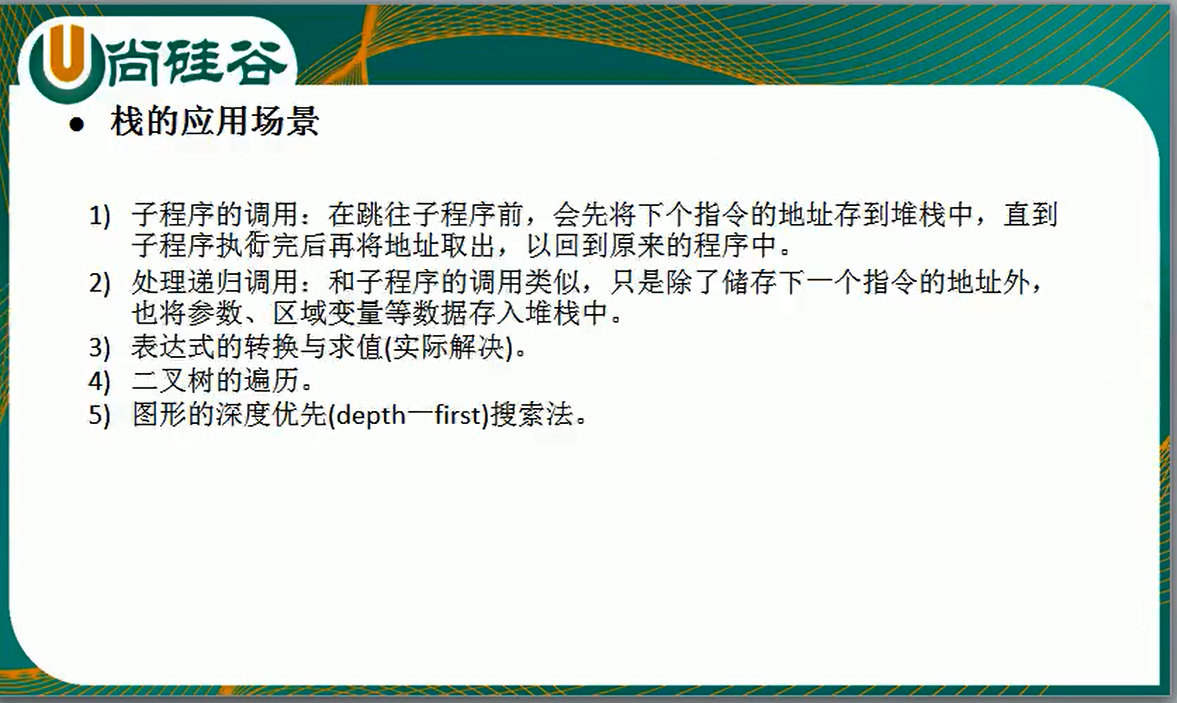 尚硅谷
● 栈的应用场景
1) 子程序的调用：在跳往子程序前，会先将下个指令的地址存到堆栈中，直到
子程序执行完后再将地址取出，以回到原来的程序中。
2) 处理递归调用：和子程序的调用类似，只是除了储存下一个指令的地址外，
也将参数、区域变量等数据存入堆栈中。
3) 表达式的转换与求值(实际解决)。
4) 二叉树的遍历。
5) 图形的深度优先(depth一first)搜索法。